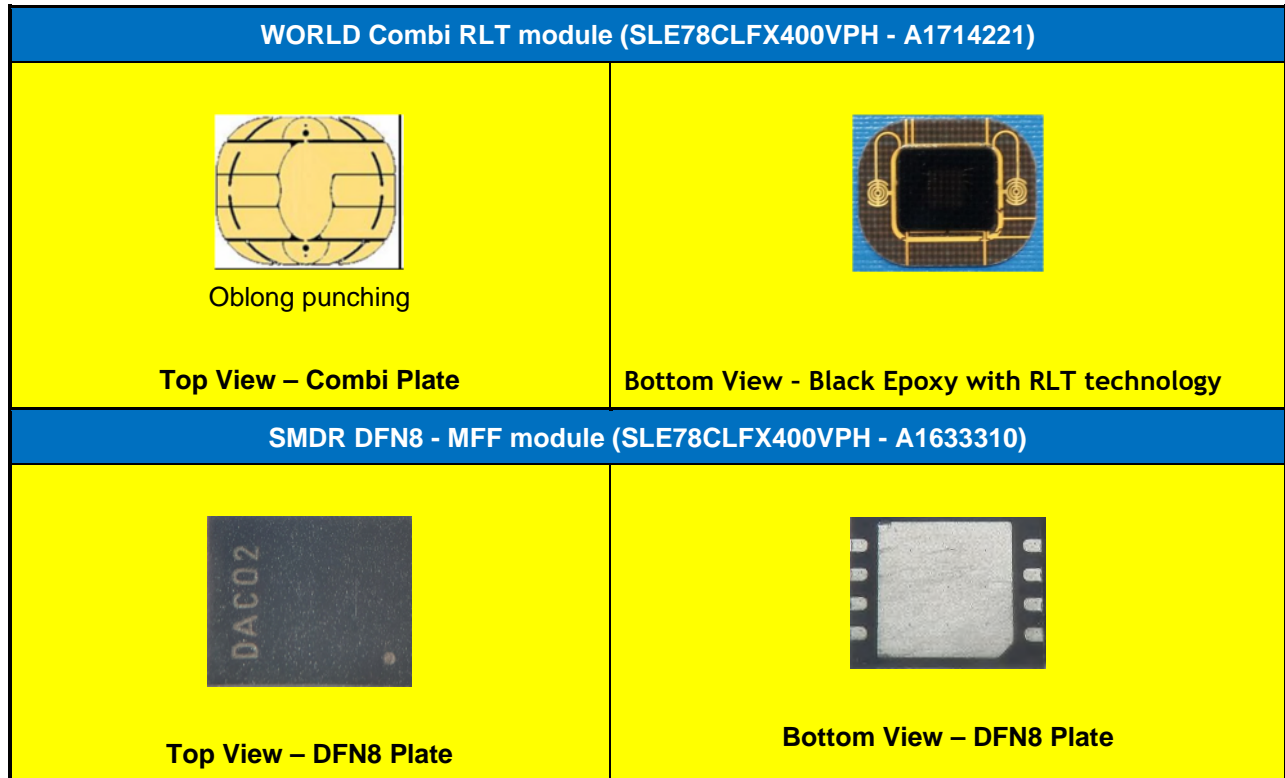 WORLD Combi RLT module (SLE78CLFX400VPH - A1714221)
Oblong punching
Top View – Combi Plate
Bottom View - Black Epoxy with RLT technology
SMDR DFN8 - MFF module (SLE78CLFX400VPH - A1633310)
DAC02
Top View – DFN8 Plate
Bottom View – DFN8 Plate